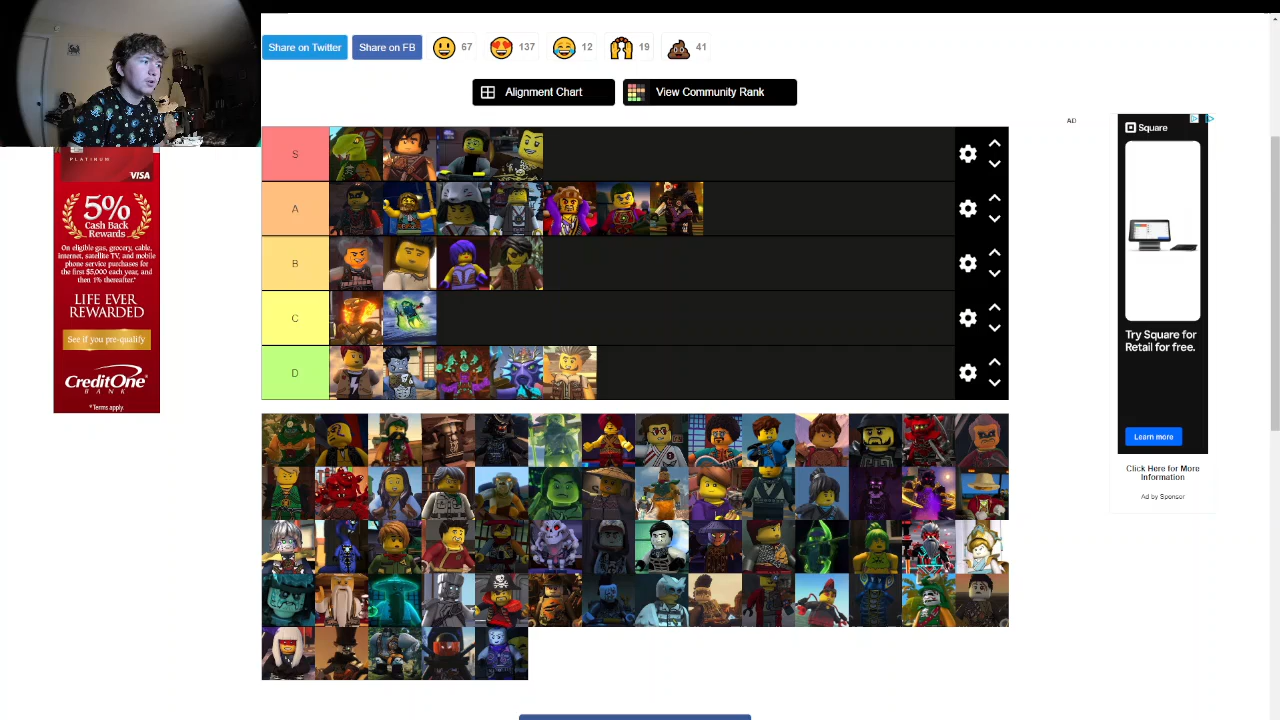 Share on Twitter
Share on FB
67
137
12
19
41
Alignment Chart
View Community Rank
AD
S
A
B
C
D
PLATINUM
VISA
5%
Cash Back
Rewards
On eligible gas, grocery, cable,
internet, satellite TV, and mobile
phone service purchases for
the first $5,000 each year, and
then 1% thereafter.*
LIFE EVER
REWARDED
See if you pre-qualify
CreditOne
BANK
*Terms apply.
Square
Try Square for
Retail for free.
Learn more
Click Here for More
Information
Ad by Sponsor